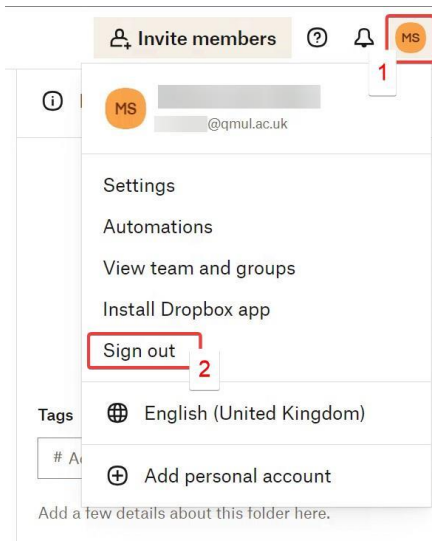 Invite members
MS
1
MS
@qmul.ac.uk
Settings
Automations
View team and groups
Install Dropbox app
Sign out
2
English (United Kingdom)
Tags
#
Add personal account
Add a few details about this folder here.